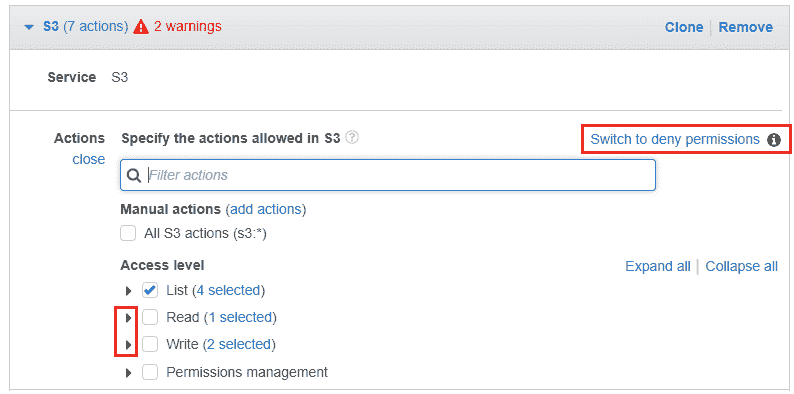 S3 (7 actions) 2 warnings Clone | Remove
Service S3
Actions Specify the actions allowed in S3 ? Switch to deny permissions i
close
Filter actions
Manual actions (add actions)
All S3 actions (s3:*)
Access level Expand all | Collapse all
List (4 selected)
Read (1 selected)
Write (2 selected)
Permissions management